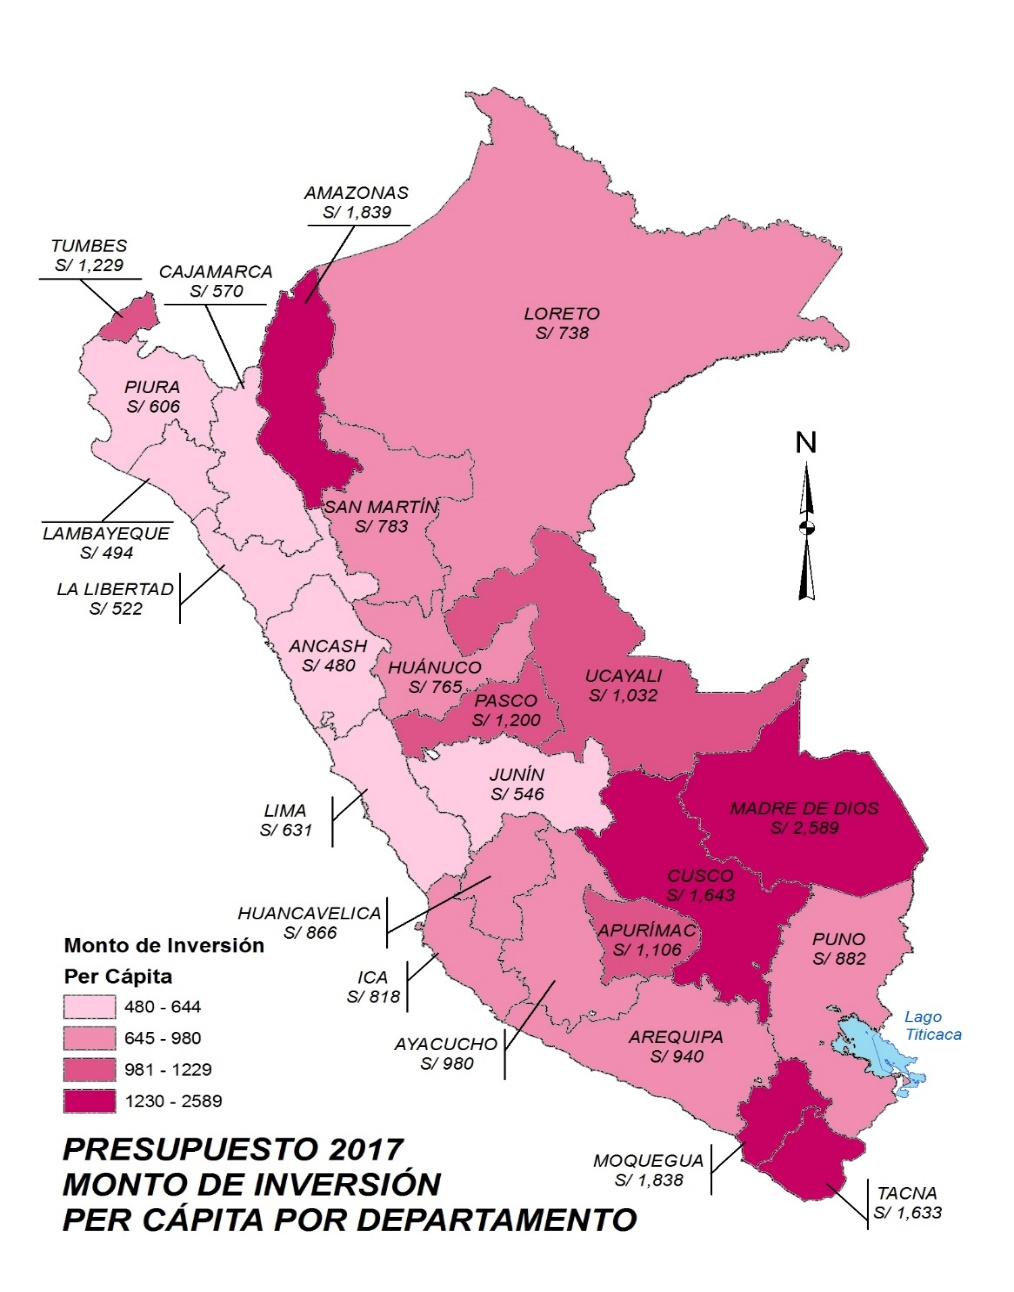 AMAZONAS
S/ 1,839
TUMBES
S/ 1,229
CAJAMARCA
S/ 570
LORETO
S/ 738
PIURA
S/ 606
N
SAN MARTÍN
S/ 783
LAMBAYEQUE
S/ 494
LA LIBERTAD
S/ 522
ANCASH
S/ 480
HUÁNUCO
S/ 765
UCAYALI
S/ 1,032
PASCO
S/ 1,200
JUNÍN
S/ 546
LIMA
S/ 631
MADRE DE DIOS
S/ 2,589
CUSCO
S/ 1,643
HUANCAVELICA
S/ 866
APURÍMAC
S/ 1,106
PUNO
S/ 882
ICA
S/ 818
AYACUCHO
S/ 980
AREQUIPA
S/ 940
Lago
Titicaca
Monto de Inversión
Per Cápita
480 - 644
645 - 980
981 - 1229
1230 - 2589
MOQUEGUA
S/ 1,838
TACNA
S/ 1,633
PRESUPUESTO 2017
MONTO DE INVERSIÓN
PER CÁPITA POR DEPARTAMENTO